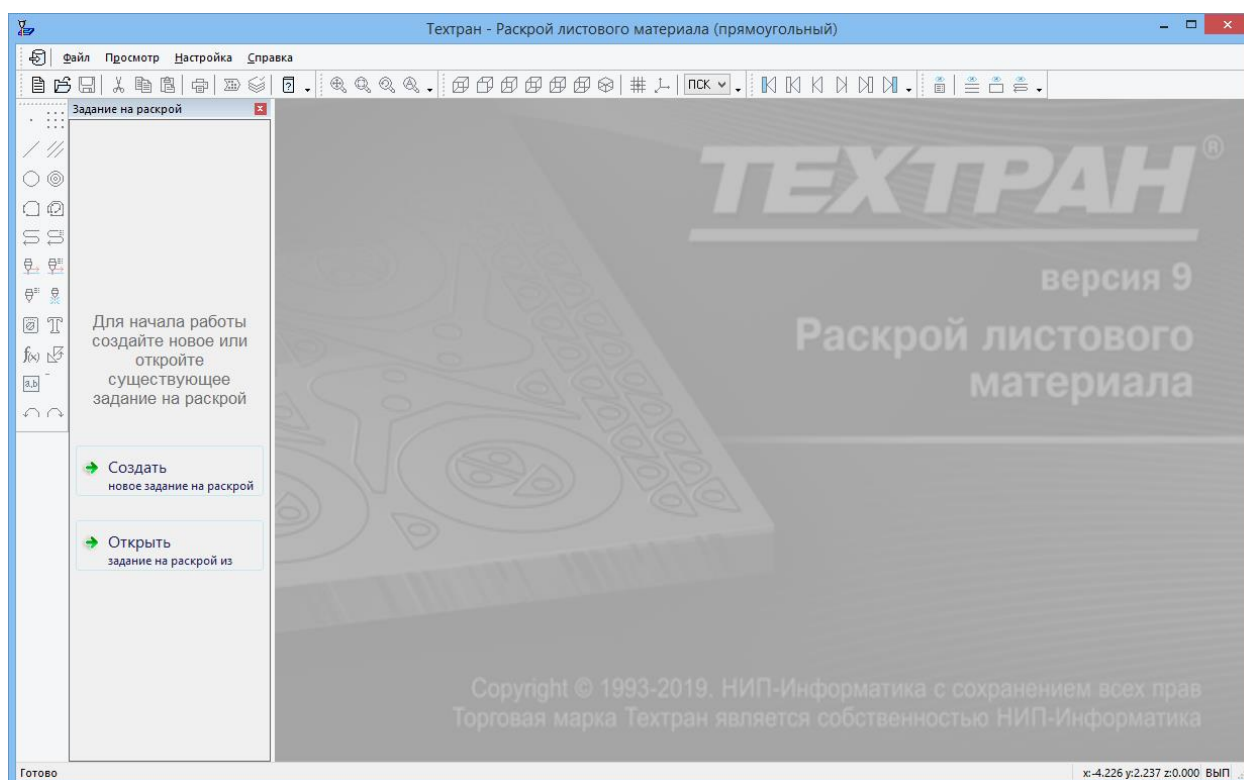 Техтран - Раскрой листового материала (прямоугольный)
Файл Просмотр Настройка Справка
ПСК
Задание на раскрой
ТЕХТРАН®
версия 9
Раскрой листового
материала
Для начала работы
создайте новое или
откройте
существующее
задание на раскрой
f(x)
a,b
Создать
новое задание на раскрой
Открыть
задание на раскрой из
Copyright © 1993-2019. НИП-Информатика с сохранением всех прав
Торговая марка Техтран является собственностью НИП-Информатика
Готово
x:-4.226 y:2.237 z:0.000 ВЫП